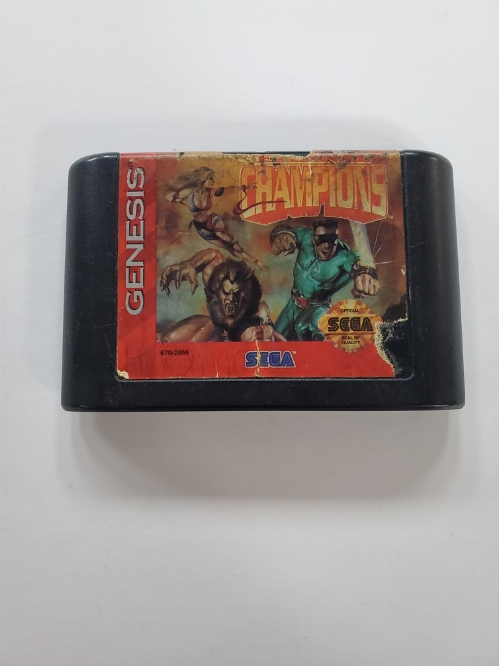 GENESIS
CHAMPIONS
OFFICIAL
SEGA
SEAL OF
QUALITY
670-2866
SEGA